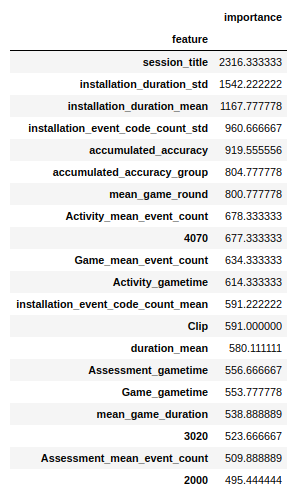 importance
feature
session_title 2316.333333
installation_duration_std 1542.222222
installation_duration_mean 1167.777778
installation_event_code_count_std 960.666667
accumulated_accuracy 919.555556
accumulated_accuracy_group 804.777778
mean_game_round 800.777778
Activity_mean_event_count 678.333333
4070 677.333333
Game_mean_event_count 634.333333
Activity_gametime 614.333333
installation_event_code_count_mean 591.222222
Clip 591.000000
duration_mean 580.111111
Assessment_gametime 556.666667
Game_gametime 553.777778
mean_game_duration 538.888889
3020 523.666667
Assessment_mean_event_count 509.888889
2000 495.444444